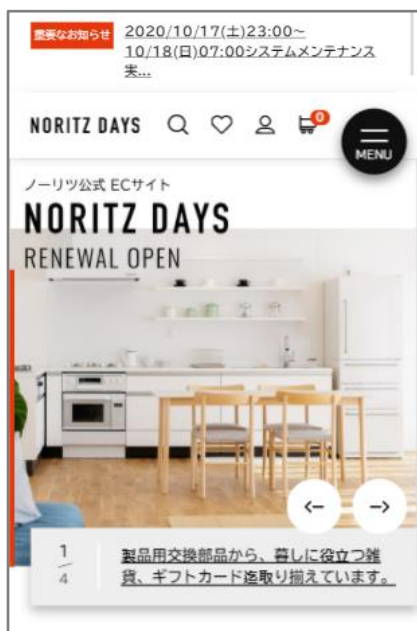 重要なお知らせ
2020/10/17(土)23:00~
10/18(日)07:00システムメンテナンス
実...
NORITZ DAYS
0
MENU
ノーリツ公式 ECサイト
NORITZ DAYS
RENEWAL OPEN
1
4
製品用交換部品から、暮しに役立つ雑
貨、ギフトカード迄取り揃えています。